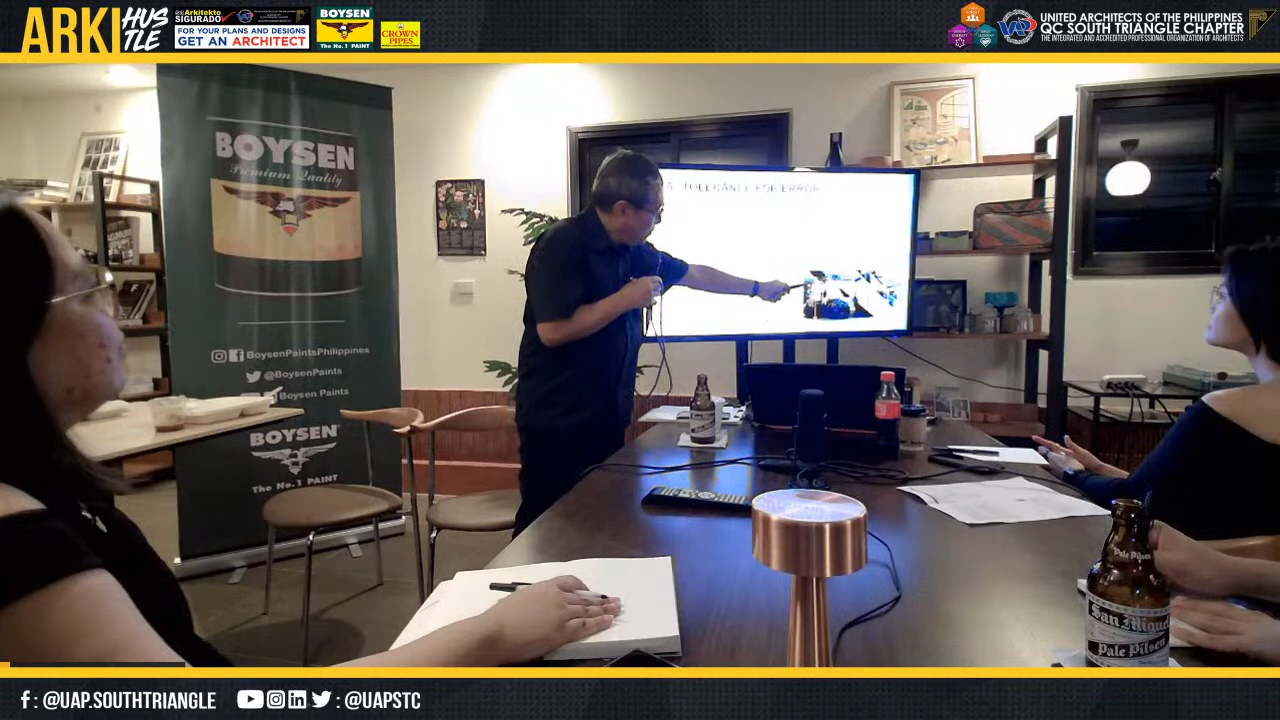 ARKI HUSTLE
Arkitekto
SIGURADO
FOR YOUR PLANS AND DESIGNS
GET AN ARCHITECT
BOYSEN
The No.1 PAINT
CROWN
PIPES
UNITED ARCHITECTS OF THE PHILIPPINES
QC SOUTH TRIANGLE CHAPTER
THE INTEGRATED AND ACCREDITED PROFESSIONAL ORGANIZATION OF ARCHITECTS
BOYSEN
Premium Quality
BoysenPaintsPhilippines
@BoysenPaints
Boysen Paints
BOYSEN
The No.1 PAINT
5. TOLERANCE FOR ERROR
Pale Pilsen
San Miguel
Pale Pilsen
: @UAP.SOUTHTRIANGLE
: @UAPSTC